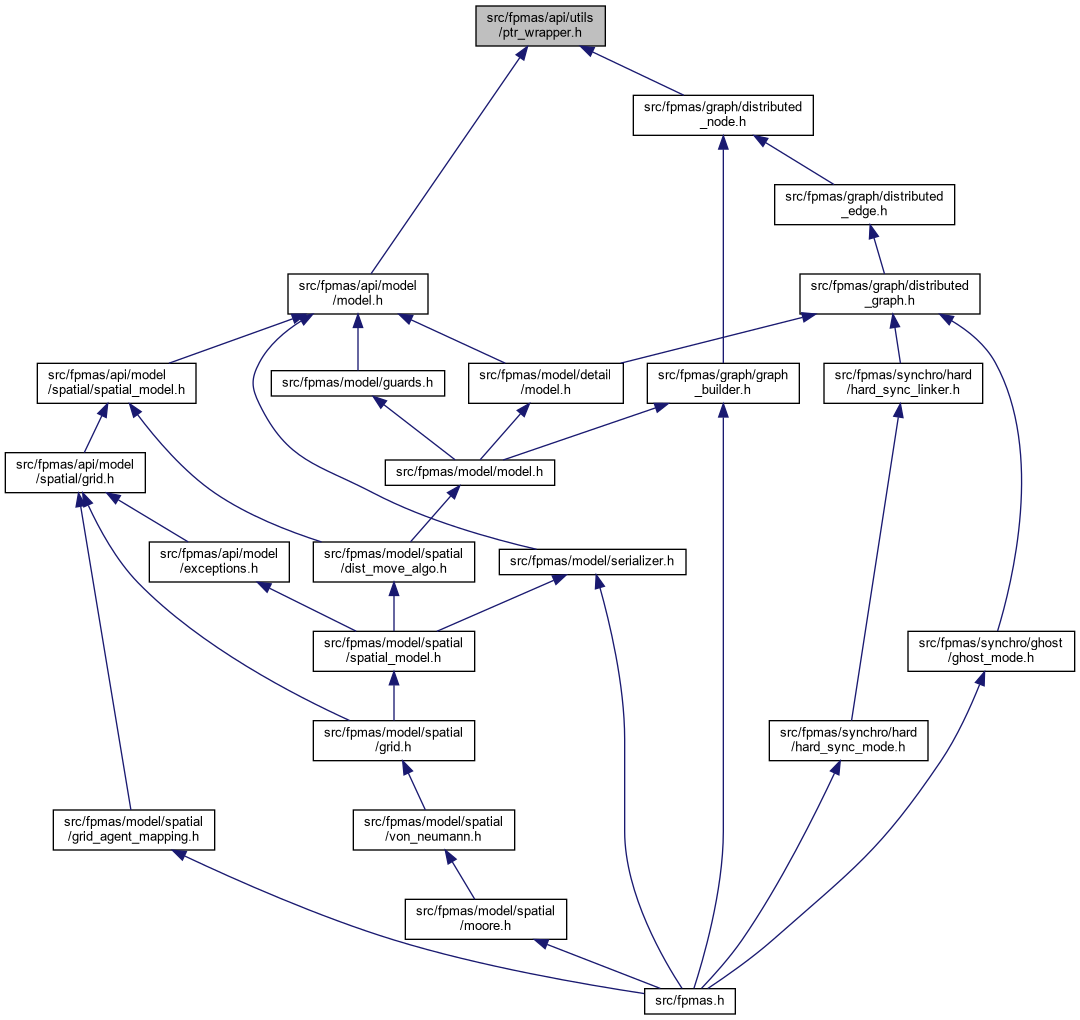 src/fpmas/api/utils
/ptr_wrapper.h
src/fpmas/graph/distributed
_node.h
src/fpmas/graph/distributed
_edge.h
src/fpmas/api/model
/model.h
src/fpmas/graph/distributed
_graph.h
src/fpmas/api/model
/spatial/spatial_model.h
src/fpmas/model/guards.h
src/fpmas/model/detail
/model.h
src/fpmas/graph/graph
_builder.h
src/fpmas/synchro/hard
/hard_sync_linker.h
src/fpmas/api/model
/spatial/grid.h
src/fpmas/model/model.h
src/fpmas/api/model
/exceptions.h
src/fpmas/model/spatial
/dist_move_algo.h
src/fpmas/model/serializer.h
src/fpmas/model/spatial
/spatial_model.h
src/fpmas/synchro/ghost
/ghost_mode.h
src/fpmas/model/spatial
/grid.h
src/fpmas/synchro/hard
/hard_sync_mode.h
src/fpmas/model/spatial
/grid_agent_mapping.h
src/fpmas/model/spatial
/von_neumann.h
src/fpmas/model/spatial
/moore.h
src/fpmas.h